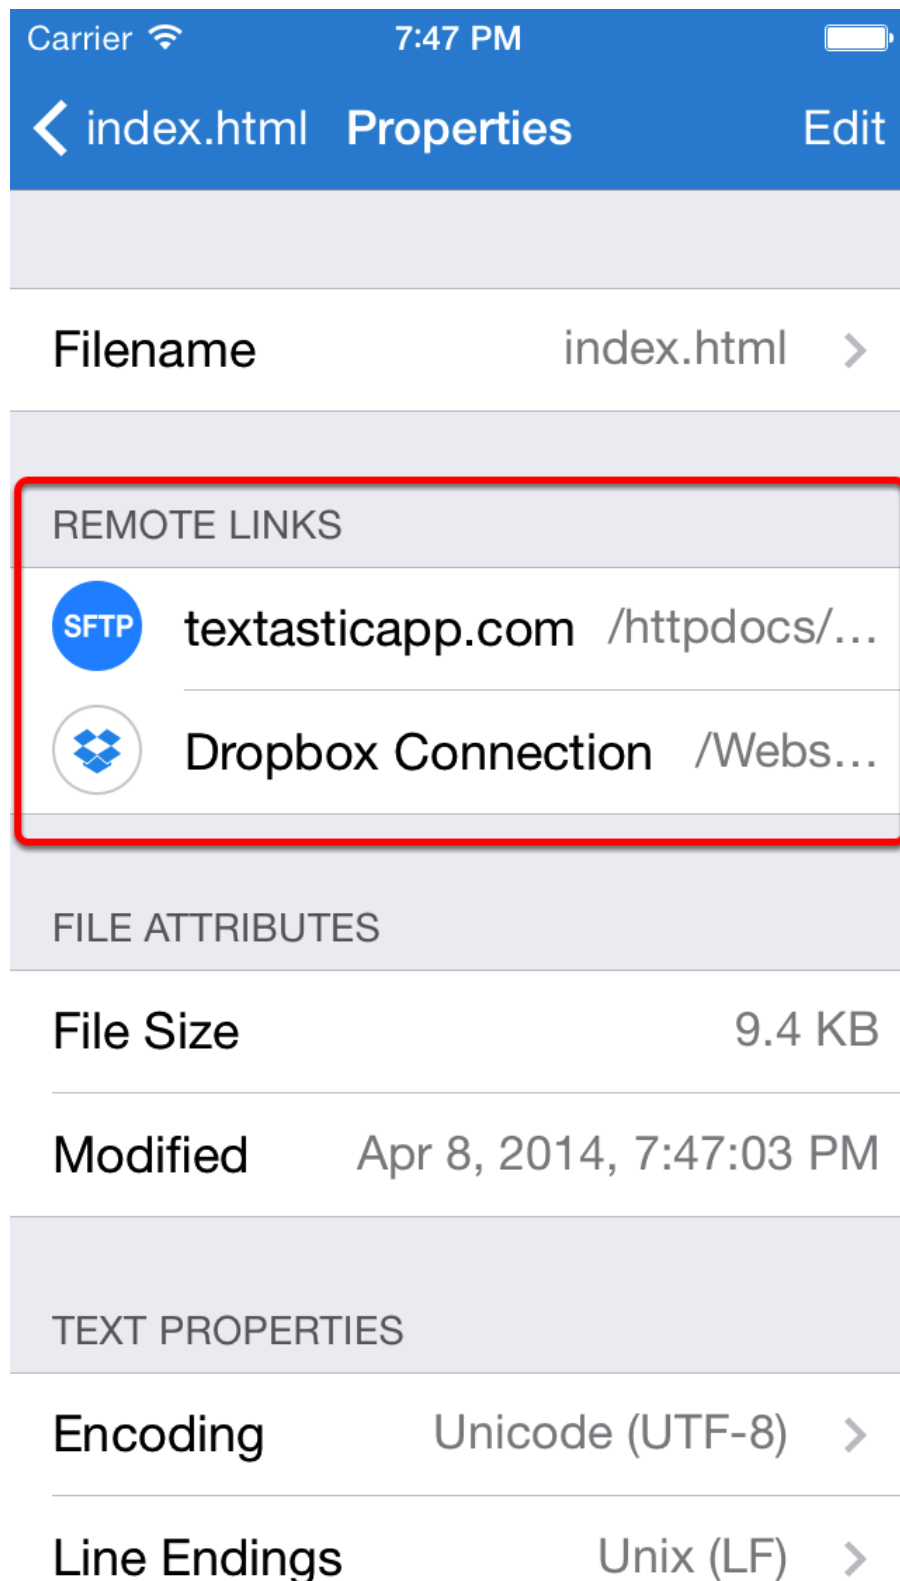 Carrier 7:47 PM
index.html Properties Edit
Filename index.html
REMOTE LINKS
SFTP textasticapp.com /httpdocs/...
Dropbox Connection /Webs...
FILE ATTRIBUTES
File Size 9.4 KB
Modified Apr 8, 2014, 7:47:03 PM
TEXT PROPERTIES
Encoding Unicode (UTF-8)
Line Endings Unix (LF)